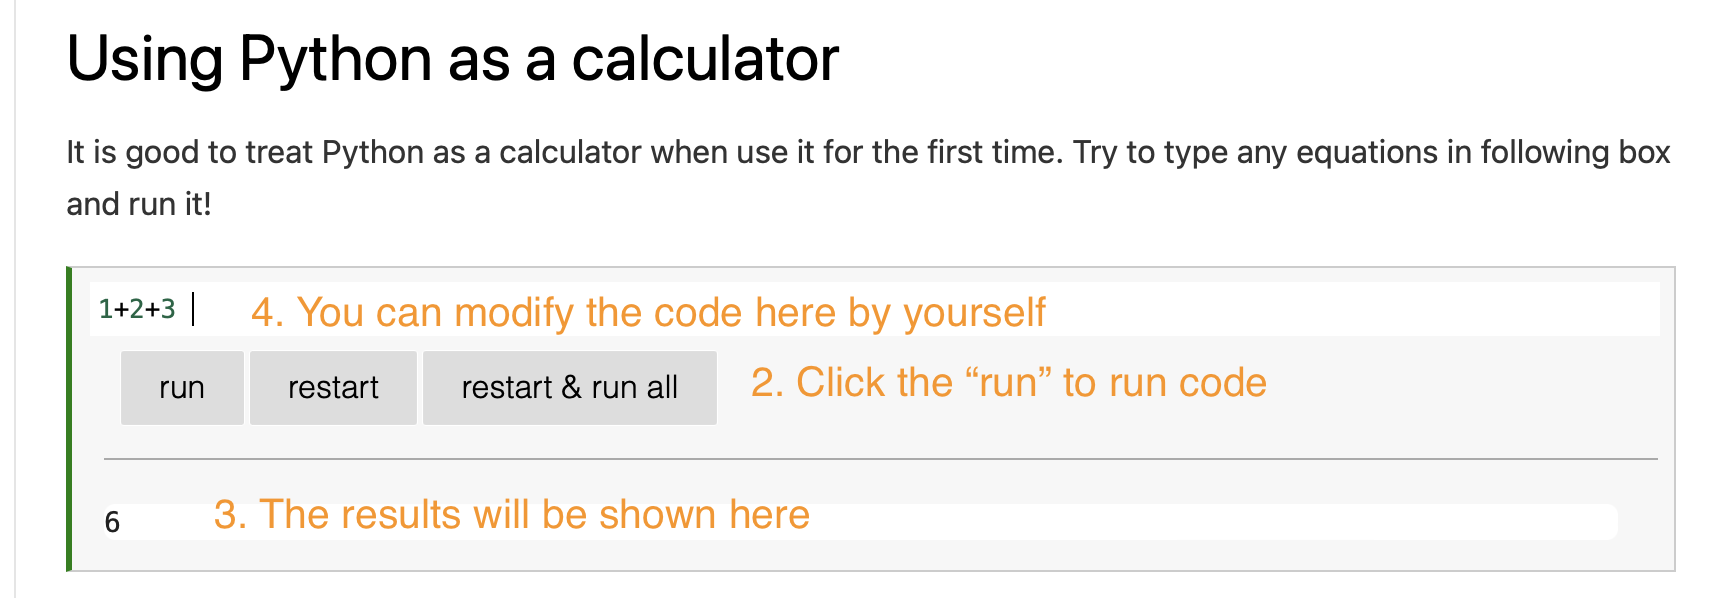 Using Python as a calculator
It is good to treat Python as a calculator when use it for the first time. Try to type any equations in following box
and run it!
1+2+3 4. You can modify the code here by yourself
run restart restart & run all 2. Click the “run” to run code
6 3. The results will be shown here